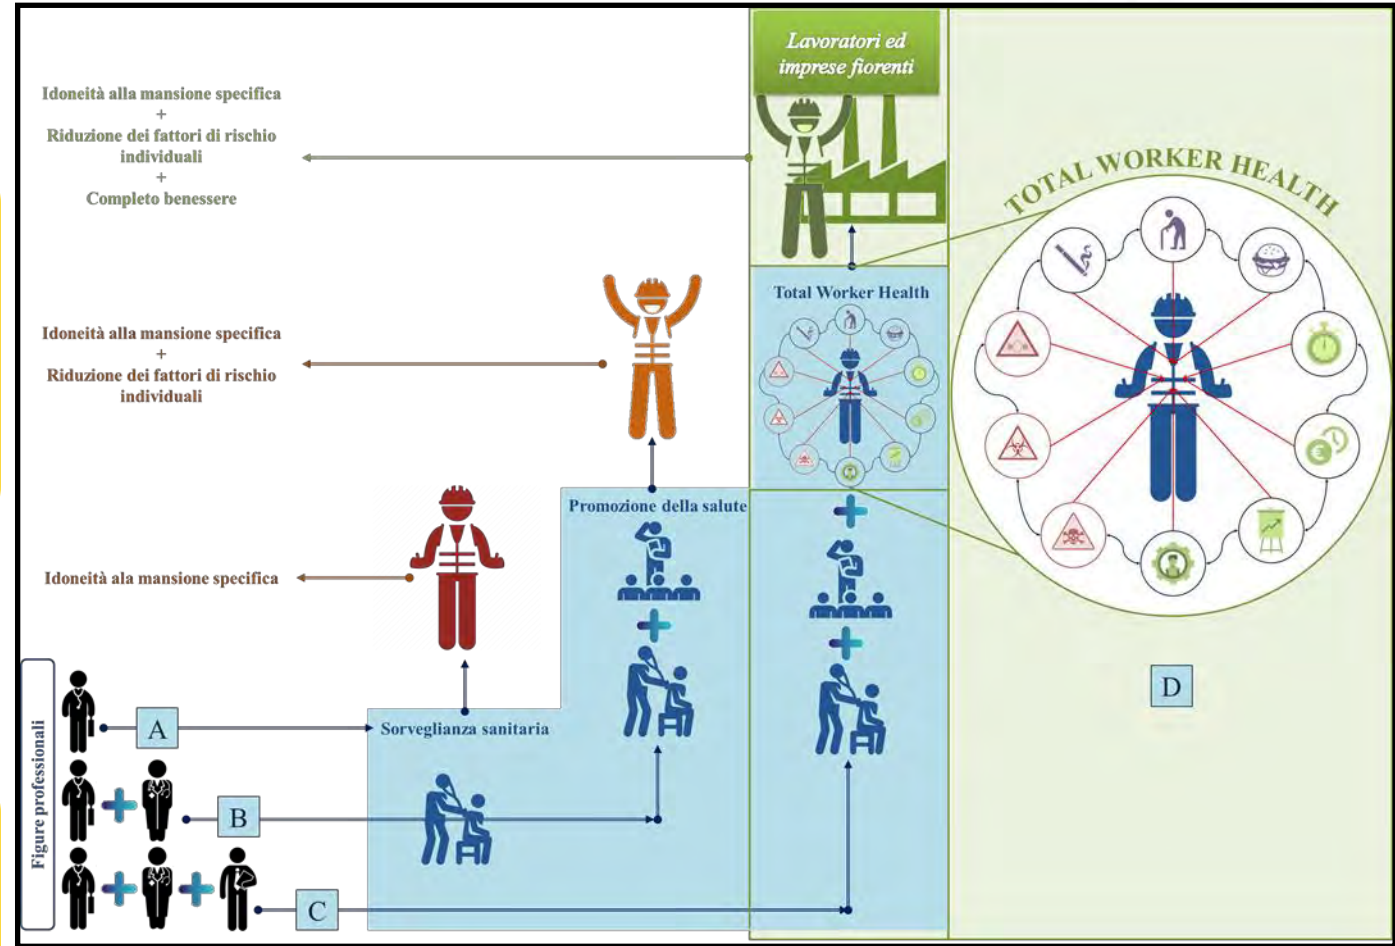 Lavoratori ed
imprese fiorenti
Idoneità alla mansione specifica
+
Riduzione dei fattori di rischio
individuali
+
Completo benessere
TOTAL WORKER HEALTH
Total Worker Health
Idoneità alla mansione specifica
+
Riduzione dei fattori di rischio
individuali
Promozione della salute
Idoneità ala mansione specifica
D
Figure professionali
A
Sorveglianza sanitaria
B
C